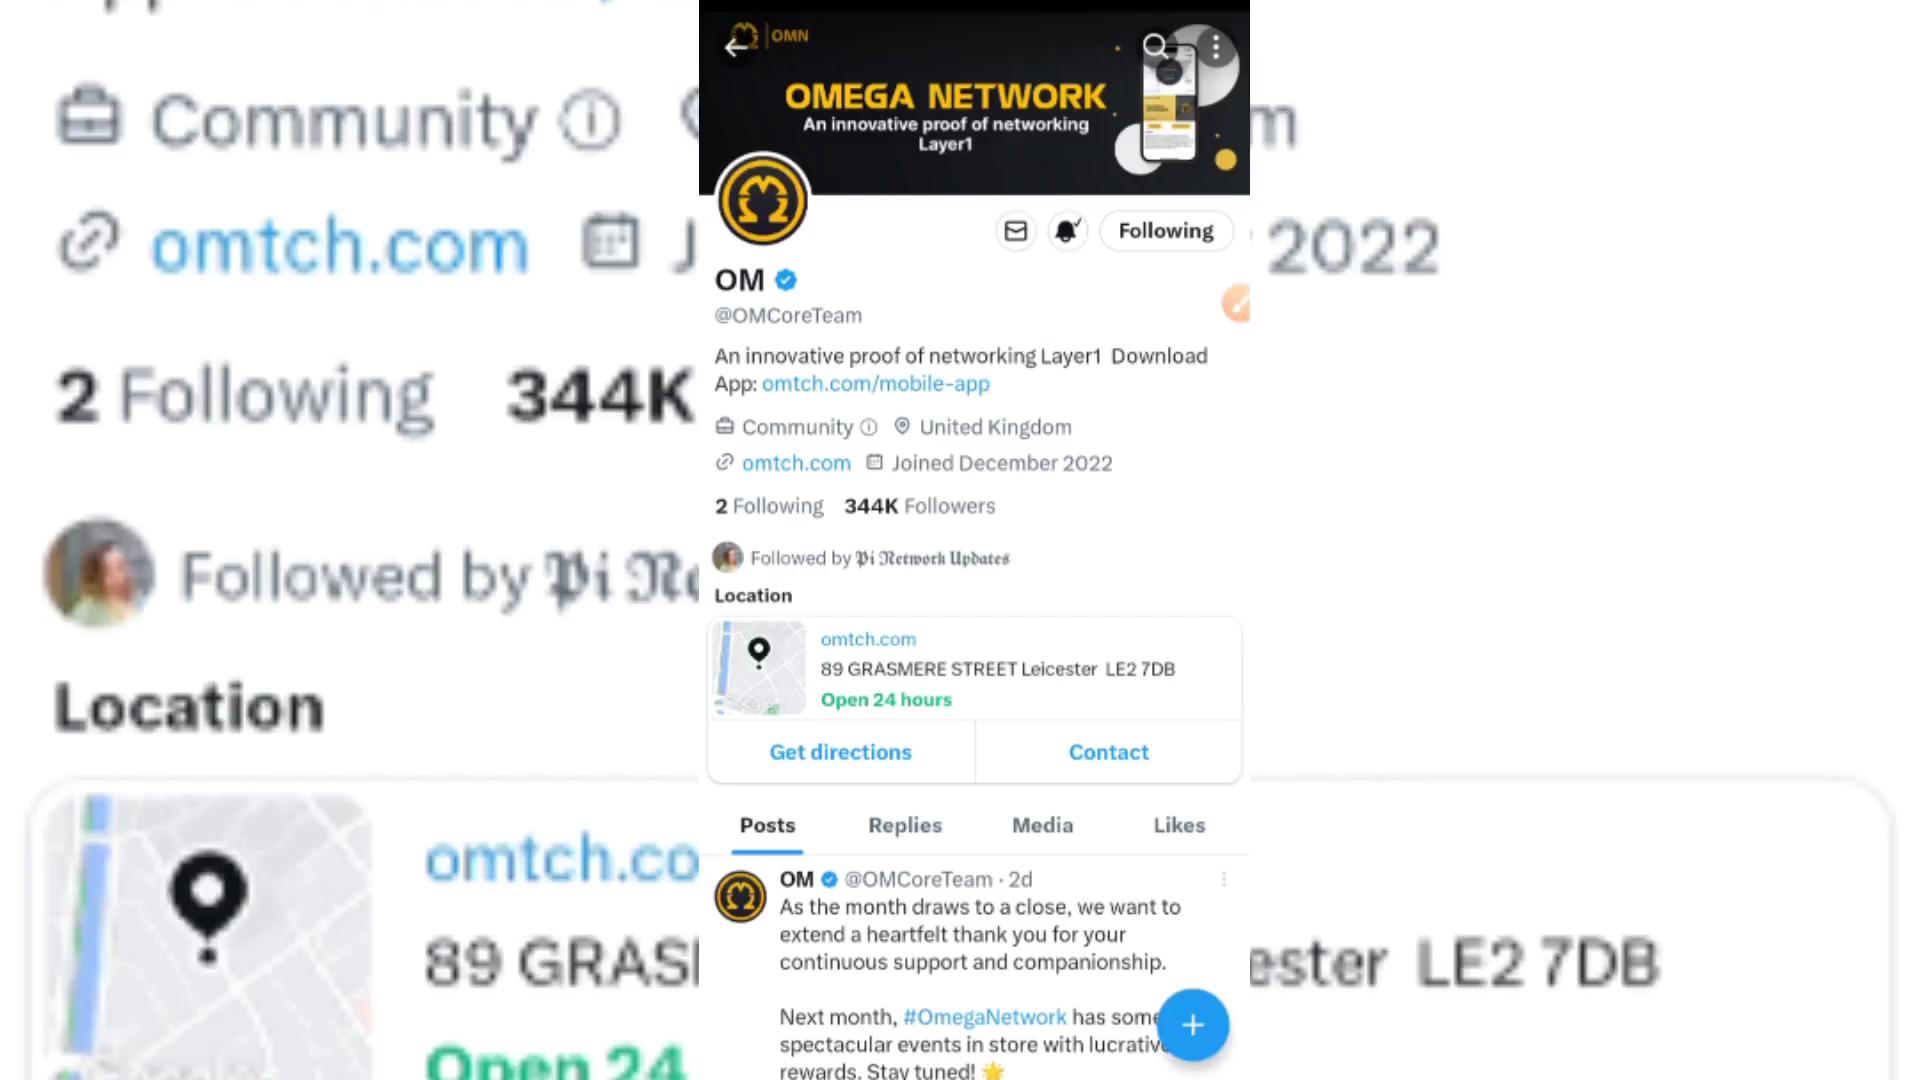 OMN
OMEGA NETWORK
An innovative proof of networking
Layer1
Following
OM
@OMCoreTeam
An innovative proof of networking Layer1 Download
App: omtch.com/mobile-app
Community
United Kingdom
omtch.com
Joined December 2022
2 Following 344K Followers
Followed by 𝕻i 𝕹etwork 𝖀pdates
Location
omtch.com
89 GRASMERE STREET Leicester LE2 7DB
Open 24 hours
Get directions
Contact
Posts
Replies
Media
Likes
OM @OMCoreTeam · 2d
As the month draws to a close, we want to
extend a heartfelt thank you for your
continuous support and companionship.
Next month, #OmegaNetwork has some
spectacular events in store with lucrative
rewards. Stay tuned! 🌟
Community
m
omtch.com
J
2022
2 Following 344K
Followed by 𝕻i 𝕹e
Location
omtch.co
89 GRAS
ester LE2 7DB
Open 24